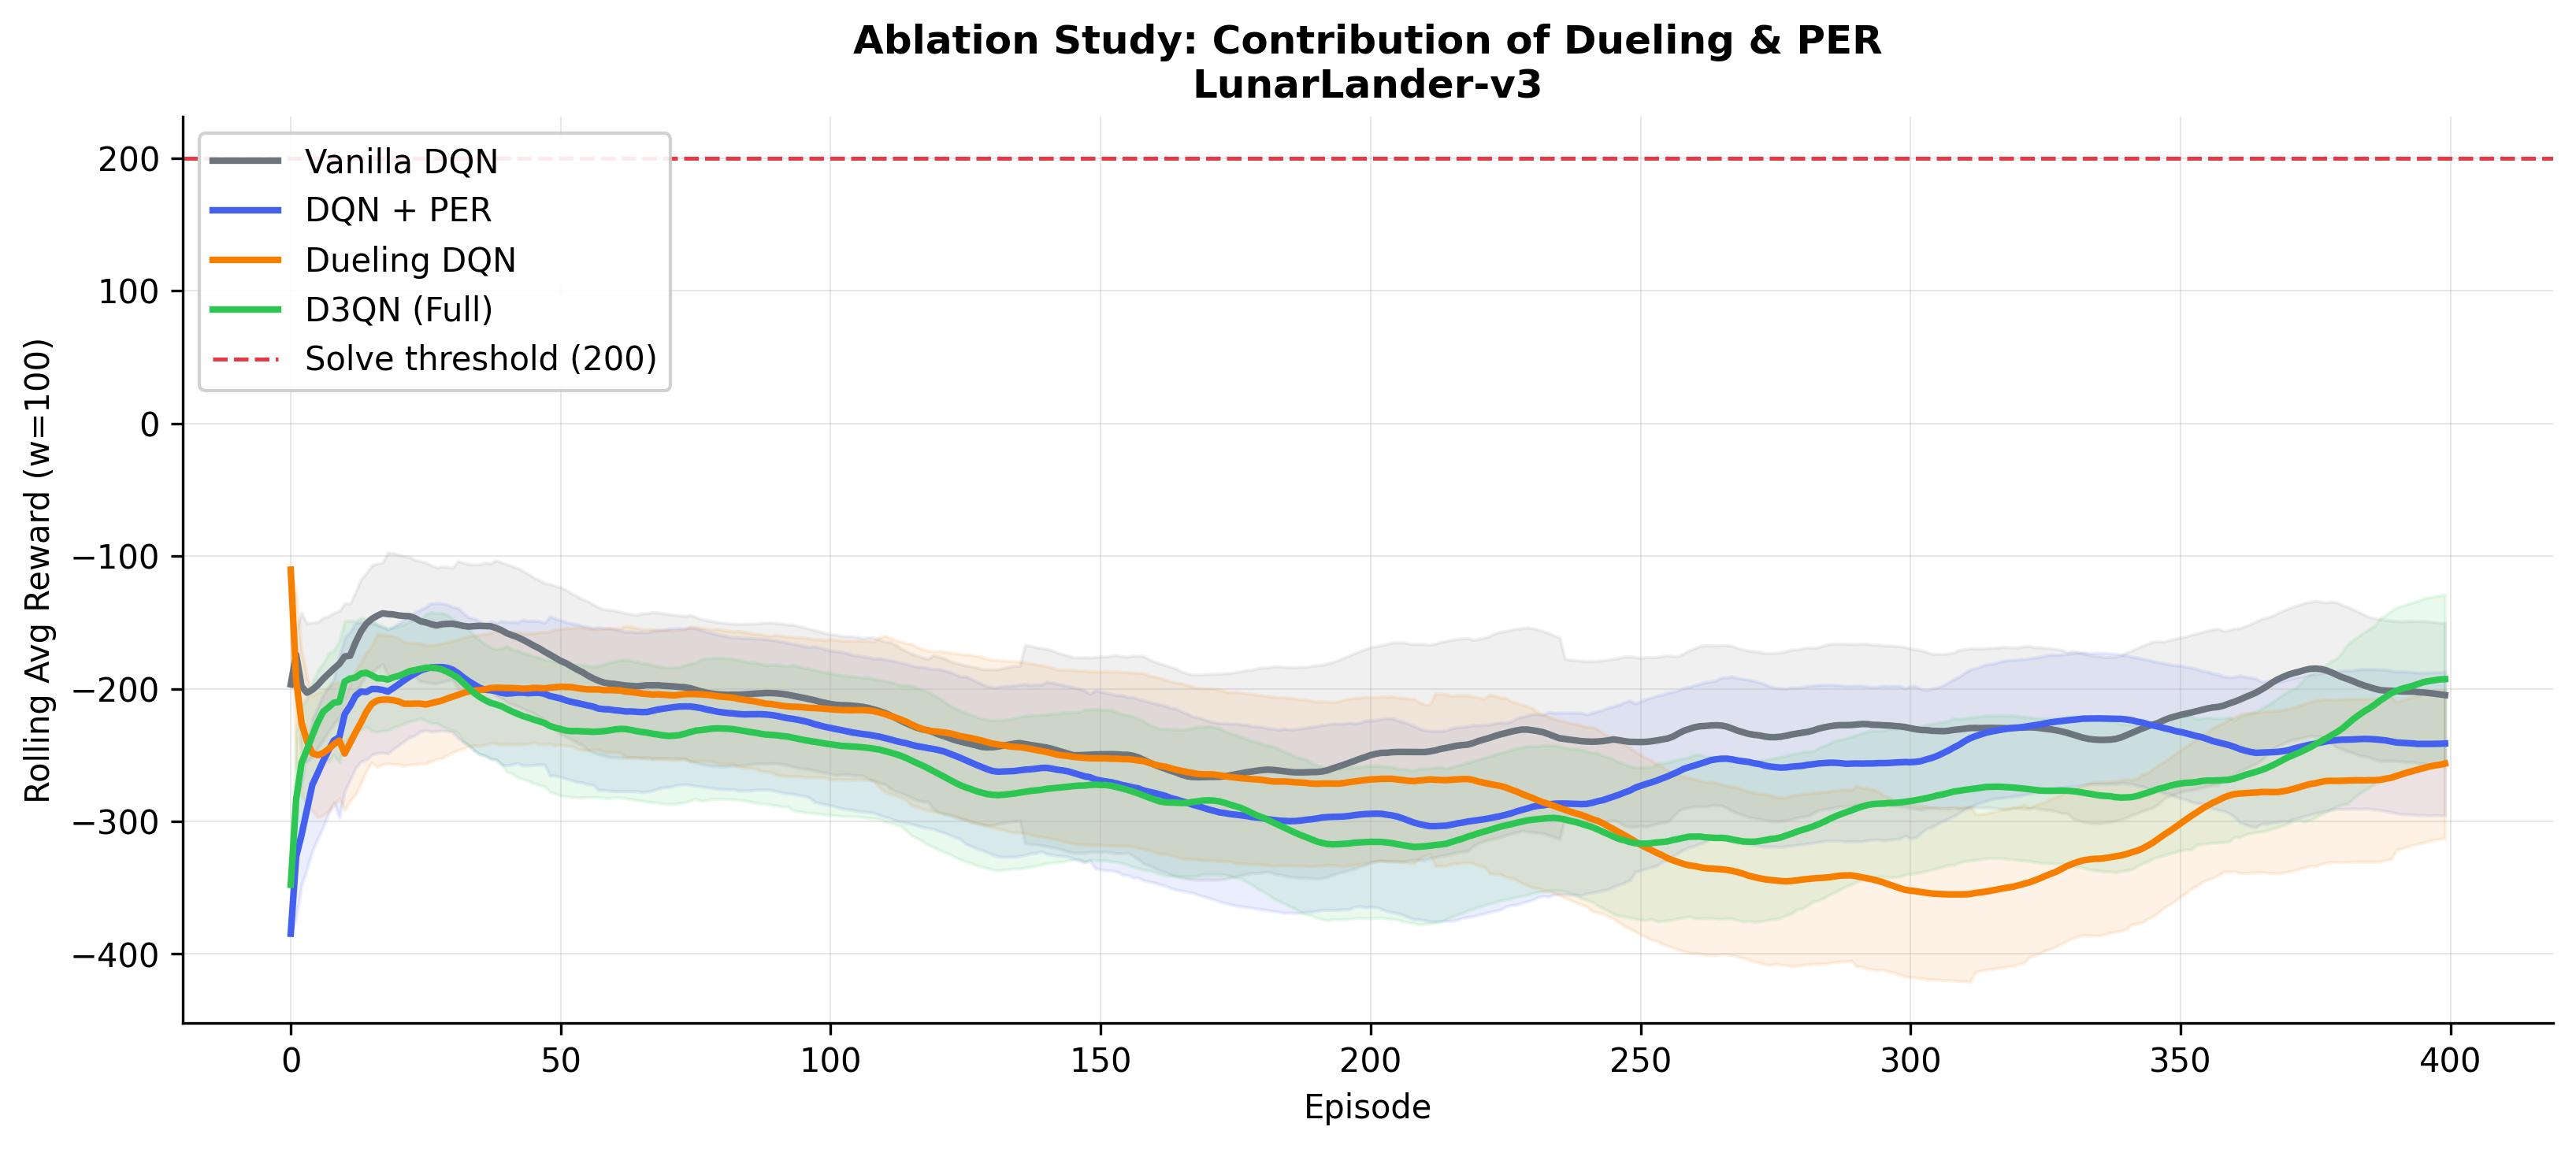 Ablation Study: Contribution of Dueling & PER
LunarLander-v3
Vanilla DQN
DQN + PER
Dueling DQN
D3QN (Full)
Solve threshold (200)
Rolling Avg Reward (w=100)
200
100
0
−100
−200
−300
−400
0 50 100 150 200 250 300 350 400
Episode